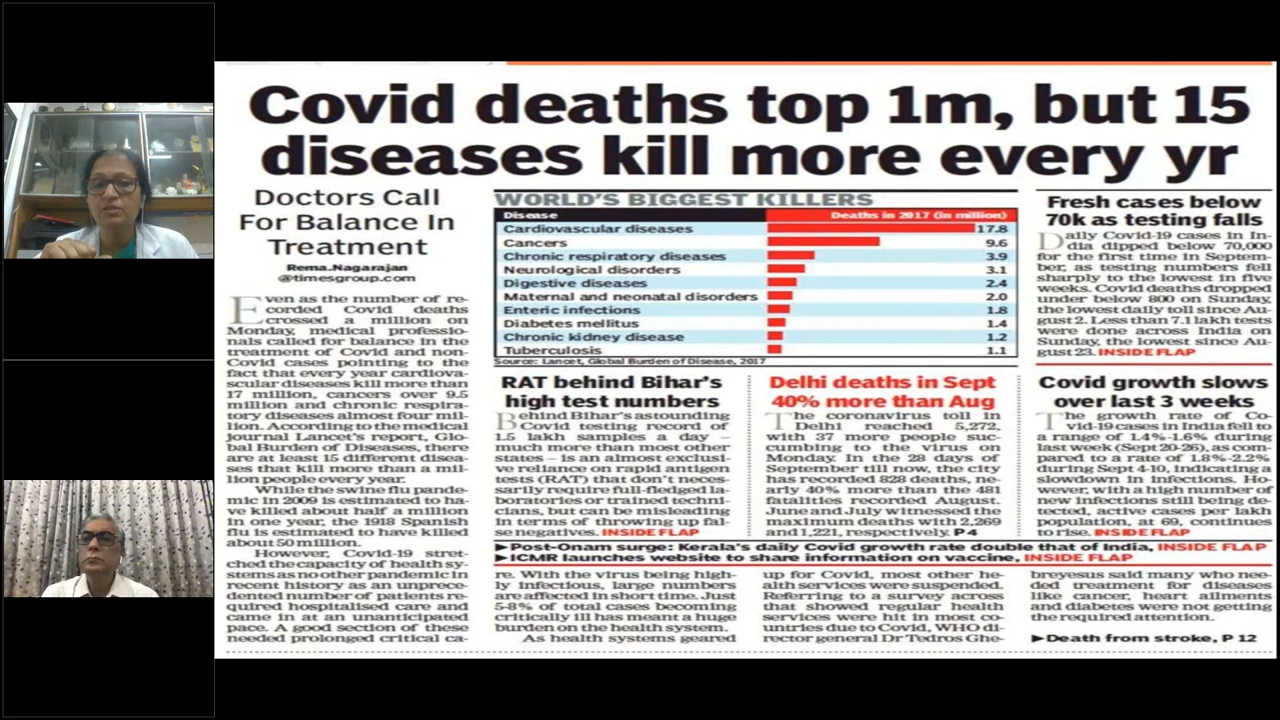 Covid deaths top 1m, but 15
diseases kill more every yr
Doctors Call
For Balance In
Treatment
Rema.Nagarajan
@timesgroup.com
Even as the number of re-
corded Covid deaths
crossed a million on
Monday, medical professio-
nals called for balance in the
treatment of Covid and non-
Covid cases pointing to the
fact that every year cardiova-
scular diseases kill more than
17 million, cancers over 9.5
million and chronic respira-
tory diseases almost four mil-
lion. According to the medical
journal Lancet's report, Glo-
bal Burden of Diseases, there
are at least 15 different disea-
ses that kill more than a mil-
lion people every year.
While the swine flu pande-
mic in 2009 is estimated to ha-
ve killed about half a million
in one year, the 1918 Spanish
flu is estimated to have killed
about 50 million.
However, Covid-19 stret-
ched the capacity of health sy-
stems as no other pandemic in
recent history as an unprece-
dented number of patients re-
quired hospitalised care and
came in at an unanticipated
pace. A good section of these
needed prolonged critical ca-
WORLD'S BIGGEST KILLERS
Disease Deaths in 2017 (in million)
Cardiovascular diseases 17.8
Cancers 9.6
Chronic respiratory diseases 3.9
Neurological disorders 3.1
Digestive diseases 2.4
Maternal and neonatal disorders 2.0
Enteric infections 1.8
Diabetes mellitus 1.4
Chronic kidney disease 1.2
Tuberculosis 1.1
Source: Lancet, Global Burden of Disease, 2017
Fresh cases below
70k as testing falls
Daily Covid-19 cases in In-
dia dipped below 70,000
for the first time in Septem-
ber, as testing numbers fell
sharply to the lowest in five
weeks. Covid deaths dropped
under below 800 on Sunday,
the lowest daily toll since Au-
gust 2. Less than 7.1 lakh tests
were done across India on
Sunday, the lowest since Au-
gust 23. INSIDE FLAP
RAT behind Bihar's
high test numbers
Behind Bihar's astounding
Covid testing record of
1.5 lakh samples a day –
much more than most other
states – is an almost exclusi-
ve reliance on rapid antigen
tests (RAT) that don't neces-
sarily require full-fledged la-
boratories or trained techni-
cians, but can be misleading
in terms of throwing up fal-
se negatives. INSIDE FLAP
Delhi deaths in Sept
40% more than Aug
The coronavirus toll in
Delhi reached 5,272,
with 37 more people suc-
cumbing to the virus on
Monday. In the 28 days of
September till now, the city
has recorded 828 deaths, ne-
arly 40% more than the 481
fatalities recorded August.
June and July witnessed the
maximum deaths with 2,269
and 1,221, respectively. P 4
Covid growth slows
over last 3 weeks
The growth rate of Co-
vid-19 cases in India fell to
a range of 1.4%-1.6% during
last week (Sept 20-26), as com-
pared to a rate of 1.8%-2.2%
during Sept 4-10, indicating a
slowdown in infections. Ho-
wever, with a high number of
new infections still being de-
tected, active cases per lakh
population, at 69, continues
to rise. INSIDE FLAP
▶Post-Onam surge: Kerala's daily Covid growth rate double that of India, INSIDE FLAP
▶ICMR launches website to share information on vaccine, INSIDE FLAP
re. With the virus being high-
ly infectious, large numbers
are affected in short time. Just
5-8% of total cases becoming
critically ill has meant a huge
burden on the health system.
As health systems geared
up for Covid, most other he-
alth services were suspended.
Referring to a survey across
that showed regular health
services were hit in most co-
untries due to Covid, WHO di-
rector general Dr Tedros Ghe-
breyesus said many who nee-
ded treatment for diseases
like cancer, heart ailments
and diabetes were not getting
the required attention.
▶Death from stroke, P 12